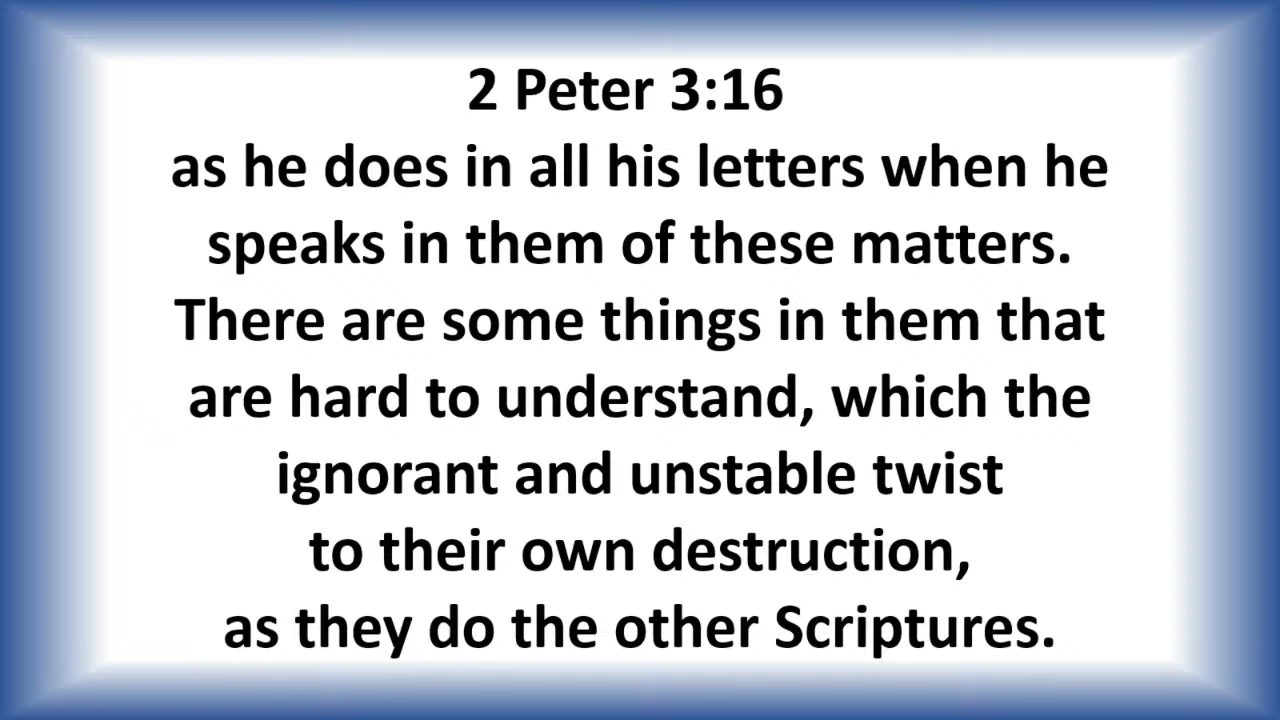 2 Peter 3:16
as he does in all his letters when he
speaks in them of these matters.
There are some things in them that
are hard to understand, which the
ignorant and unstable twist
to their own destruction,
as they do the other Scriptures.